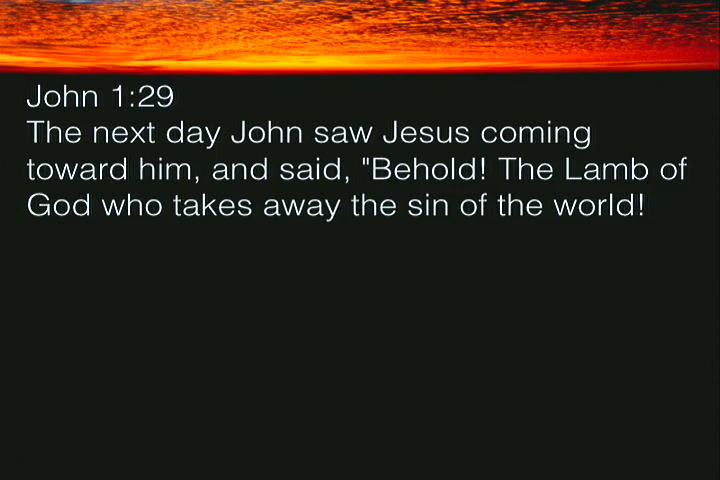 John 1:29
The next day John saw Jesus coming
toward him, and said, "Behold! The Lamb of
God who takes away the sin of the world!